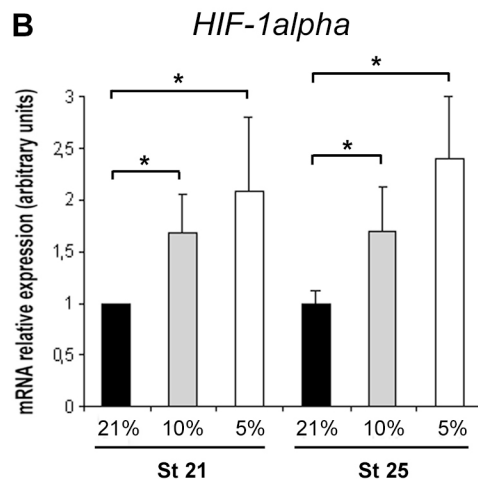 B
HIF-1alpha
mRNA relative expression (arbitrary units)
3
2,5
2
1,5
1
0,5
0
*
*
*
*
21% 10% 5% 21% 10% 5%
St 21 St 25